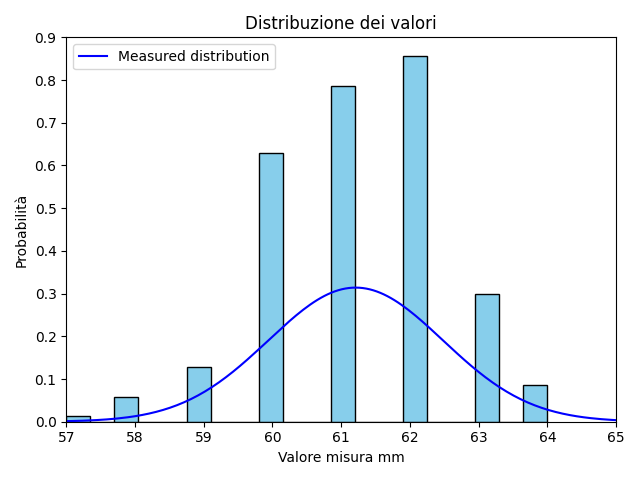 Distribuzione dei valori
Measured distribution
0.9
0.8
0.7
0.6
0.5
0.4
0.3
0.2
0.1
0.0
Probabilità
57 58 59 60 61 62 63 64 65
Valore misura mm